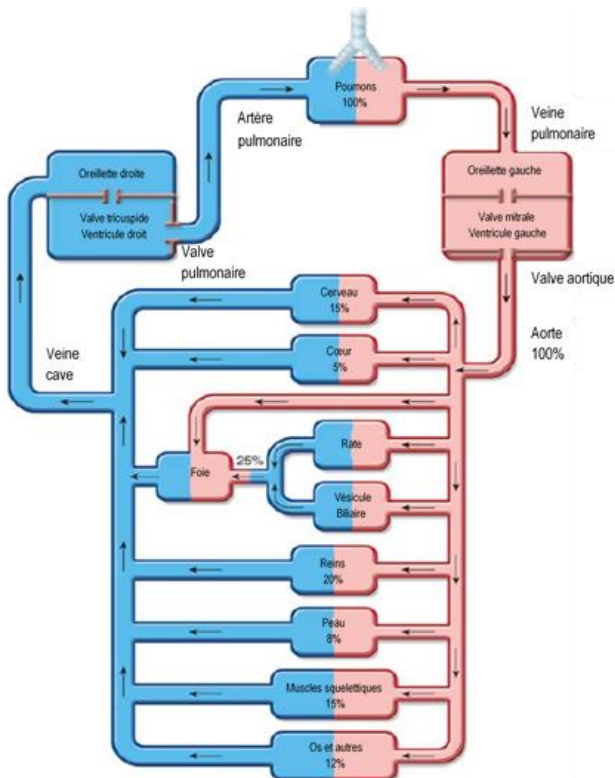 Poumons
100%
Artère
pulmonaire
Veine
pulmonaire
Oreillette droite
Valve tricuspide
Ventricule droit
Oreillette gauche
Valve mitrale
Ventricule gauche
Valve
pulmonaire
Valve aortique
Aorte
100%
Veine
cave
Cerveau
15%
Cœur
5%
Foie
25%
Rate
Vésicule
Biliaire
Reins
20%
Peau
8%
Muscles squelettiques
15%
Os et autres
12%